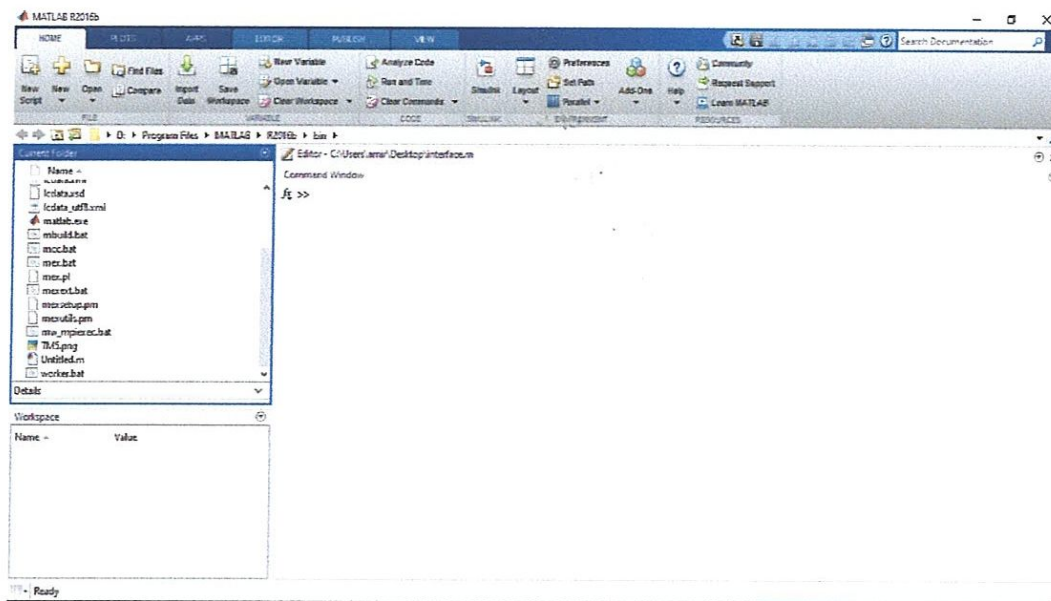 MATLAB R2016b
HOME PLOTS APPS EDITOR PUBLISH VIEW
Search Documentation
New Script
New
Open
Find Files
Compare
Import Data
Save Workspace
New Variable
Open Variable
Clear Workspace
Analyze Code
Run and Time
Clear Commands
Simulink
Layout
Preferences
Set Path
Parallel
Add-Ons
Help
Community
Request Support
Learn MATLAB
FILE VARIABLE CODE SIMULINK ENVIRONMENT RESOURCES
D: Program Files MATLAB R2016b bin
Current Folder
Name
lcdata.xsd
lcdata_utf8.xml
matlab.exe
mbuild.bat
mcc.bat
mex.bat
mex.pl
mexext.bat
mexsetup.pm
mexutils.pm
mw_mpiexec.bat
Untitled.m
worker.bat
Details
Workspace
Name Value
Editor - C:\Users\amir\Desktop\interface.m
Command Window
fx >>
Ready